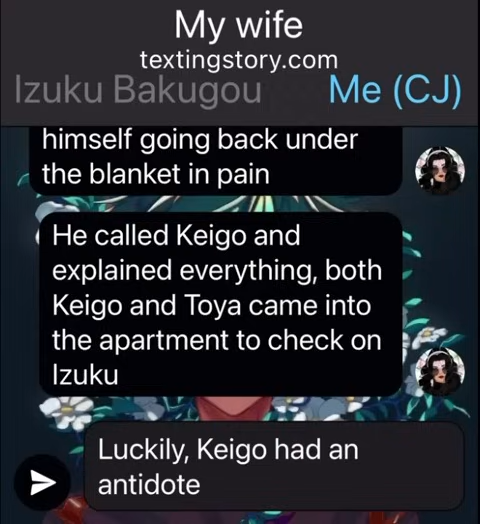 My wife
textingstory.com
Izuku Bakugou Me (CJ)
himself going back under
the blanket in pain
He called Keigo and
explained everything, both
Keigo and Toya came into
the apartment to check on
Izuku
Luckily, Keigo had an
antidote